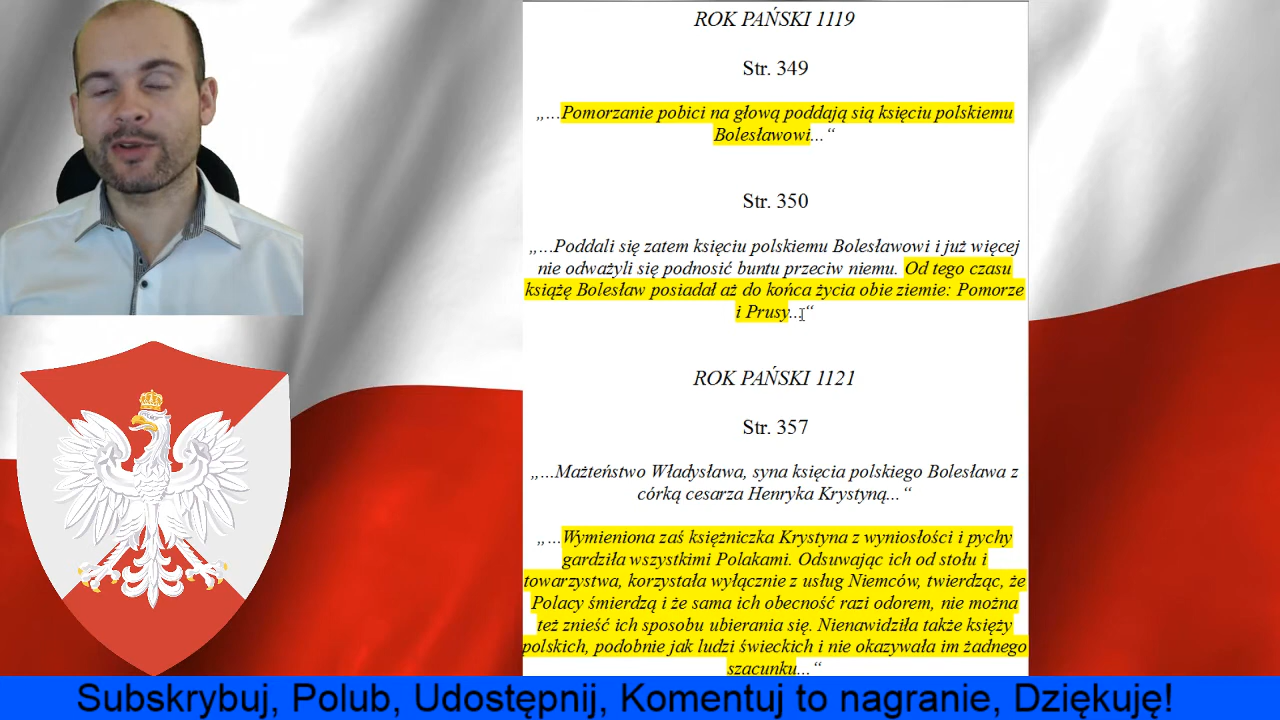 ROK PAŃSKI 1119
Str. 349
„...Pomorzanie pobici na głową poddają sią księciu polskiemu
Bolesławowi...“
Str. 350
„...Poddali się zatem księciu polskiemu Bolesławowi i już więcej
nie odważyli się podnosić buntu przeciw niemu. Od tego czasu
książę Bolesław posiadał aż do końca życia obie ziemie: Pomorze
i Prusy...“
ROK PAŃSKI 1121
Str. 357
„...Mażteństwo Władysława, syna księcia polskiego Bolesława z
córką cesarza Henryka Krystyną...“
„...Wymieniona zaś księżniczka Krystyna z wyniosłości i pychy
gardziła wszystkimi Polakami. Odsuwając ich od stołu i
towarzystwa, korzystała wyłącznie z usług Niemców, twierdząc, że
Polacy śmierdzą i że sama ich obecność razi odorem, nie można
też znieść ich sposobu ubierania się. Nienawidziła także księży
polskich, podobnie jak ludzi świeckich i nie okazywała im żadnego
szacunku...“
Subskrybuj, Polub, Udostępnij, Komentuj to nagranie, Dziękuję!